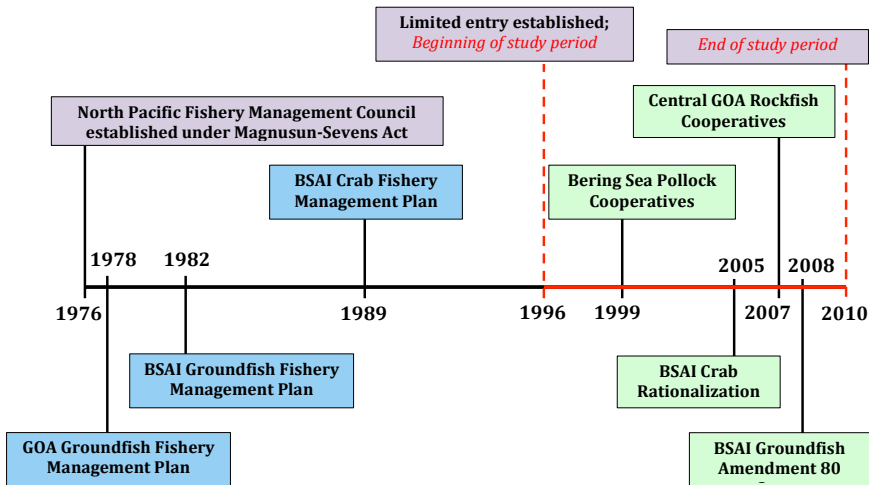 Limited entry established;
Beginning of study period
End of study period
North Pacific Fishery Management Council
established under Magnusun-Sevens Act
Central GOA Rockfish
Cooperatives
BSAI Crab Fishery
Management Plan
Bering Sea Pollock
Cooperatives
1978
1982
2005
2008
1976
1989
1996
1999
2007
2010
BSAI Groundfish Fishery
Management Plan
BSAI Crab
Rationalization
GOA Groundfish Fishery
Management Plan
BSAI Groundfish
Amendment 80